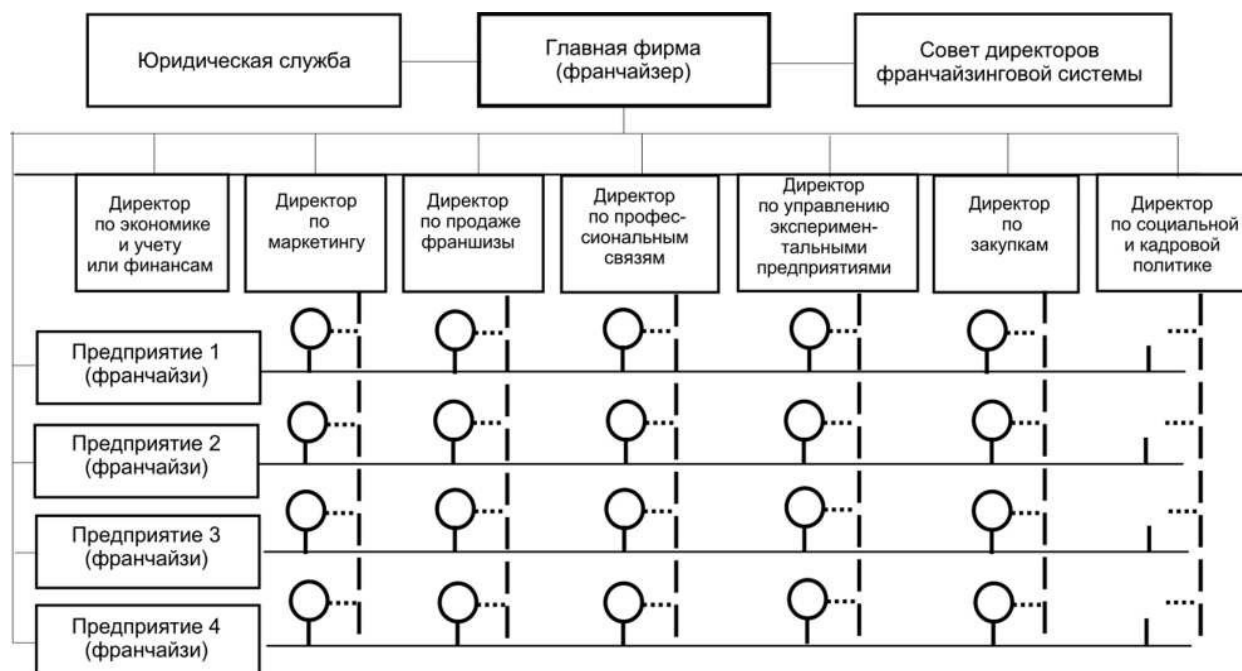 Юридическая служба
Главная фирма
(франчайзер)
Совет директоров
франчайзинговой системы
Директор
по экономике
и учету
или финансам
Директор
по
маркетингу
Директор
по продаже
франшизы
Директор
по профес-
сиональным
связям
Директор
по управлению
эксперимен-
тальными
предприятиями
Директор
по
закупкам
Директор
по социальной
и кадровой
политике
Предприятие 1
(франчайзи)
Предприятие 2
(франчайзи)
Предприятие 3
(франчайзи)
Предприятие 4
(франчайзи)